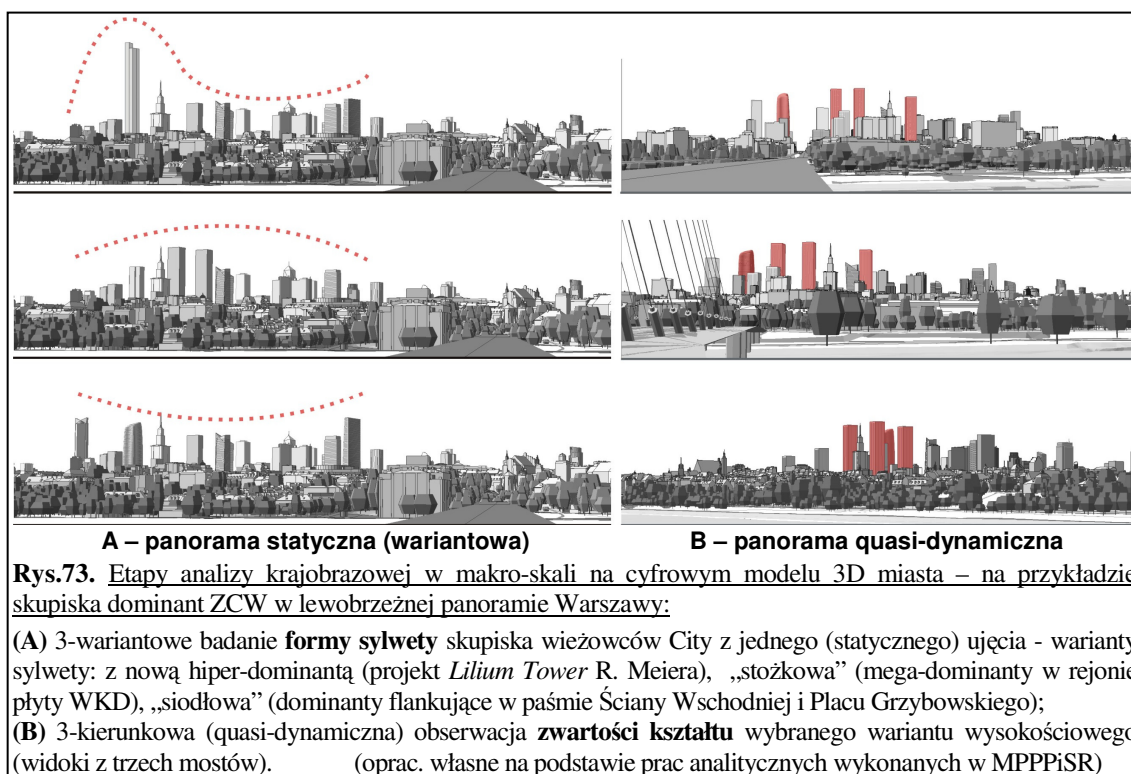 A – panorama statyczna (wariantowa)
B – panorama quasi-dynamiczna
Rys.73. Etapy analizy krajobrazowej w makro-skali na cyfrowym modelu 3D miasta – na przykładzie
skupiska dominant ZCW w lewobrzeżnej panoramie Warszawy:
(A) 3-wariantowe badanie formy sylwety skupiska wieżowców City z jednego (statycznego) ujęcia - warianty
sylwety: z nową hiper-dominantą (projekt Lilium Tower R. Meiera), „stożkowa” (mega-dominanty w rejonie
płyty WKD), „siodłowa” (dominanty flankujące w paśmie Ściany Wschodniej i Placu Grzybowskiego);
(B) 3-kierunkowa (quasi-dynamiczna) obserwacja zwartości kształtu wybranego wariantu wysokościowego
(widoki z trzech mostów). (oprac. własne na podstawie prac analitycznych wykonanych w MPPPiSR)